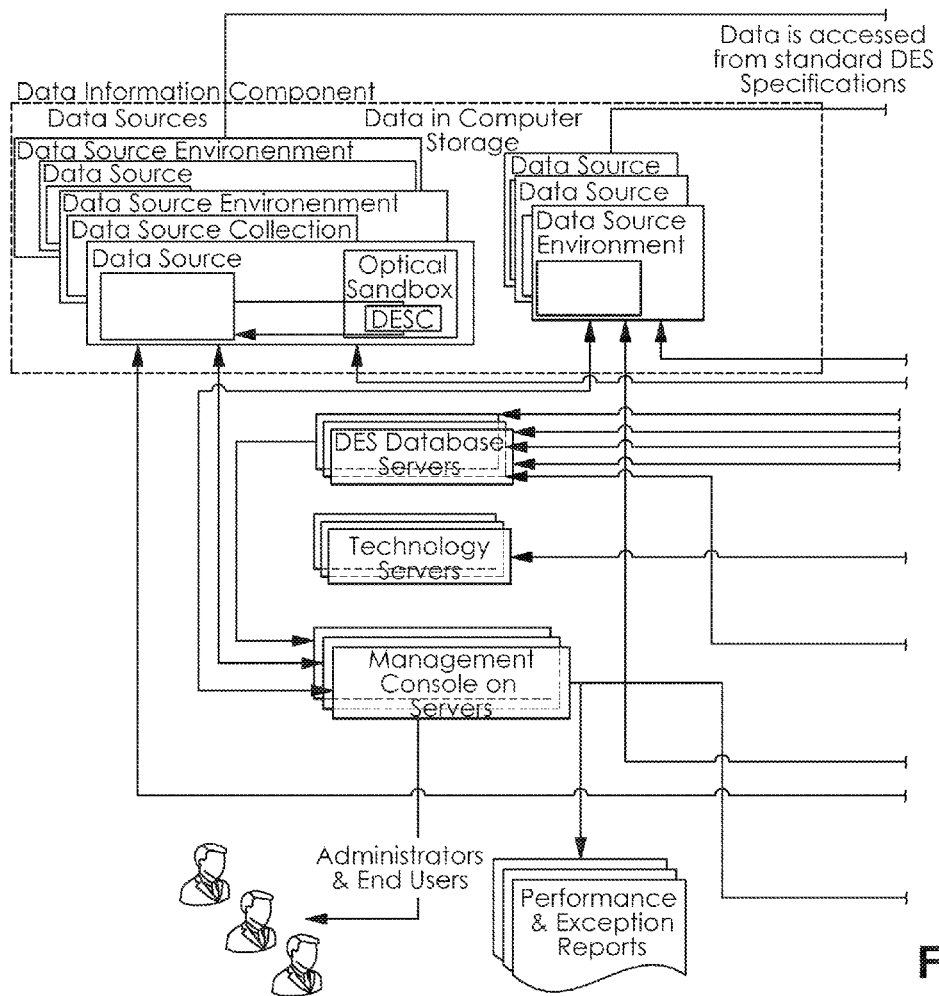 Data is accessed
from standard DES
Specifications
Data Information Component
Data Sources
Data in Computer
Storage
Data Source Environenment
Data Source
Data Source Environenment
Data Source Collection
Data Source
Optical
Sandbox
DESC
Data Source
Data Source
Data Source
Environment
DES Database
Servers
Technology
Servers
Management
Console on
Servers
Administrators
& End Users
Performance
& Exception
Reports
F